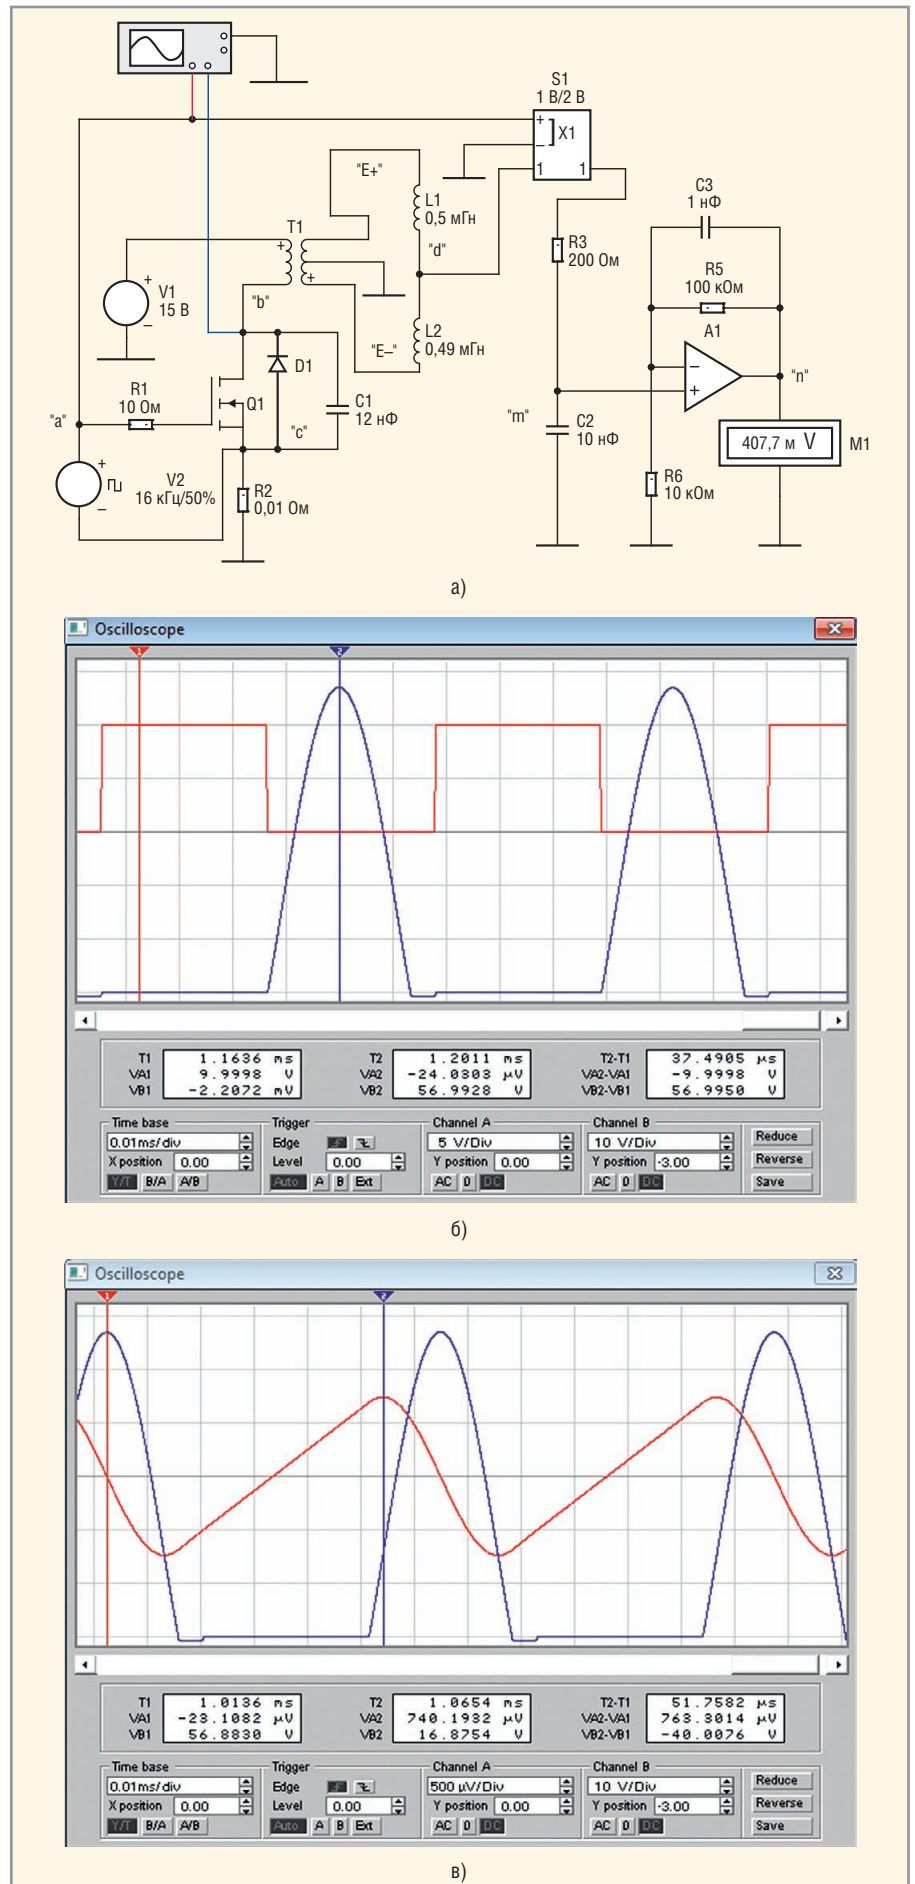 S1
1 В/2 В
+
−
X1
1 1
"E+"
L1
0,5 мГн
C3
1 нФ
T1
+
"d"
R3
200 Ом
R5
100 кОм
+
V1
15 В
−
"b"
+
L2
0,49 мГн
"E−"
A1
−
+
"n"
R1
10 Ом
D1
"a"
Q1
"c"
C1
12 нФ
"m"
C2
10 нФ
407,7 м V
M1
+
V2
16 кГц/50%
−
R2
0,01 Ом
R6
10 кОм
а)
Oscilloscope
1 2
T1 1.1636 ms T2 1.2011 ms T2-T1 37.4905 µs
VA1 9.9998 V VA2 -24.0303 µV VA2-VA1 -9.9998 V
VB1 -2.2072 mV VB2 56.9928 V VB2-VB1 56.9950 V
Time base Trigger Channel A Channel B
0.01ms/div Edge 5 V/Div 10 V/Div Reduce
X position 0.00 Level 0.00 Y position 0.00 Y position -3.00 Reverse
Y/T B/A A/B Auto A B Ext AC 0 DC AC 0 DC Save
б)
Oscilloscope
1 2
T1 1.0136 ms T2 1.0654 ms T2-T1 51.7582 µs
VA1 -23.1082 µV VA2 740.1932 µV VA2-VA1 763.3014 µV
VB1 56.8830 V VB2 16.8754 V VB2-VB1 -40.0076 V
Time base Trigger Channel A Channel B
0.01ms/div Edge 500 µV/Div 10 V/Div Reduce
X position 0.00 Level 0.00 Y position 0.00 Y position -3.00 Reverse
Y/T B/A A/B Auto A B Ext AC 0 DC AC 0 DC Save
в)